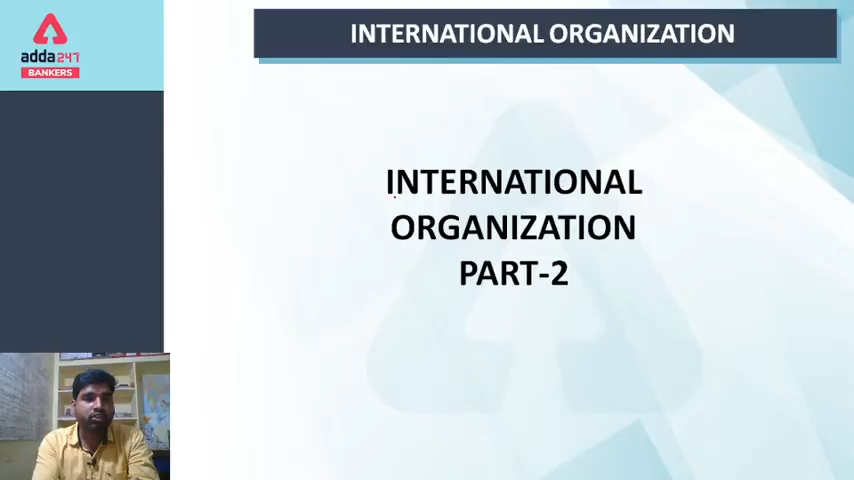 adda247
BANKERS
INTERNATIONAL ORGANIZATION
INTERNATIONAL
ORGANIZATION
PART-2